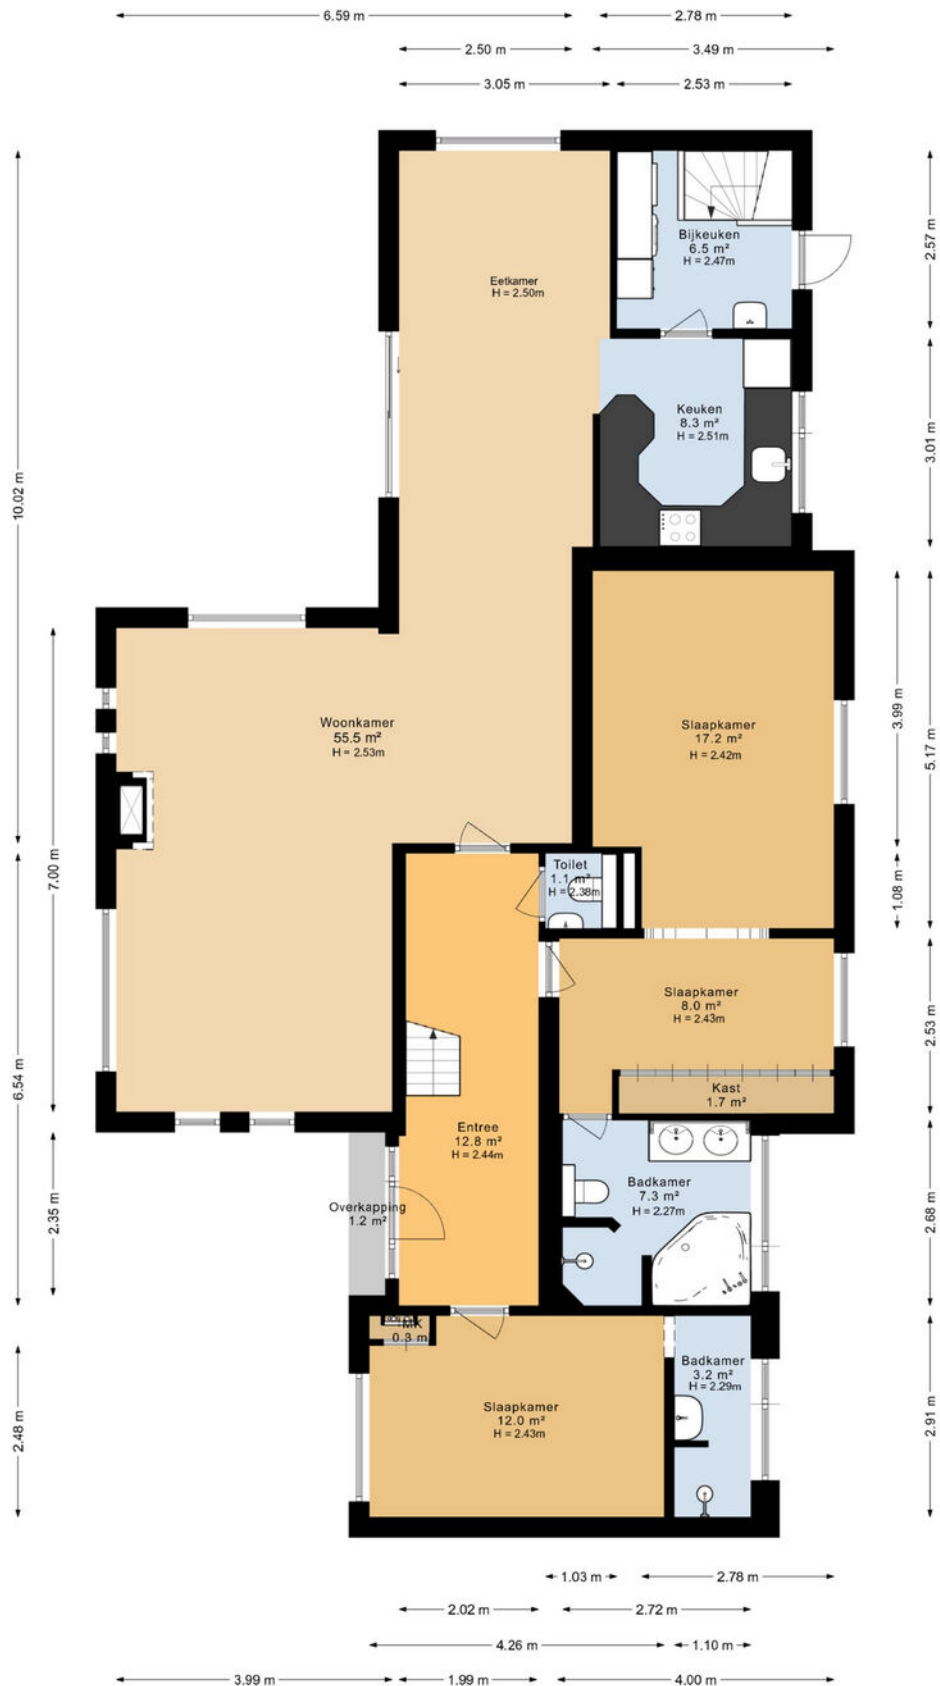 6.59 m
2.78 m
2.50 m
3.49 m
3.05 m
2.53 m
10.02 m
2.57 m
Bijkeuken
6.5 m²
H = 2.47m
Eetkamer
H = 2.50m
Keuken
8.3 m²
H = 2.51m
3.01 m
Woonkamer
55.5 m²
H = 2.53m
Slaapkamer
17.2 m²
H = 2.42m
3.99 m
5.17 m
7.00 m
Toilet
1.1 m²
H = 2.38m
1.08 m
Slaapkamer
8.0 m²
H = 2.43m
2.53 m
6.54 m
Kast
1.7 m²
Entree
12.8 m²
H = 2.44m
Badkamer
7.3 m²
H = 2.27m
2.35 m
Overkapping
1.2 m²
2.68 m
MK
0.3 m
Badkamer
3.2 m²
H = 2.29m
Slaapkamer
12.0 m²
H = 2.43m
2.48 m
2.91 m
1.03 m
2.78 m
2.02 m
2.72 m
4.26 m
1.10 m
3.99 m
1.99 m
4.00 m